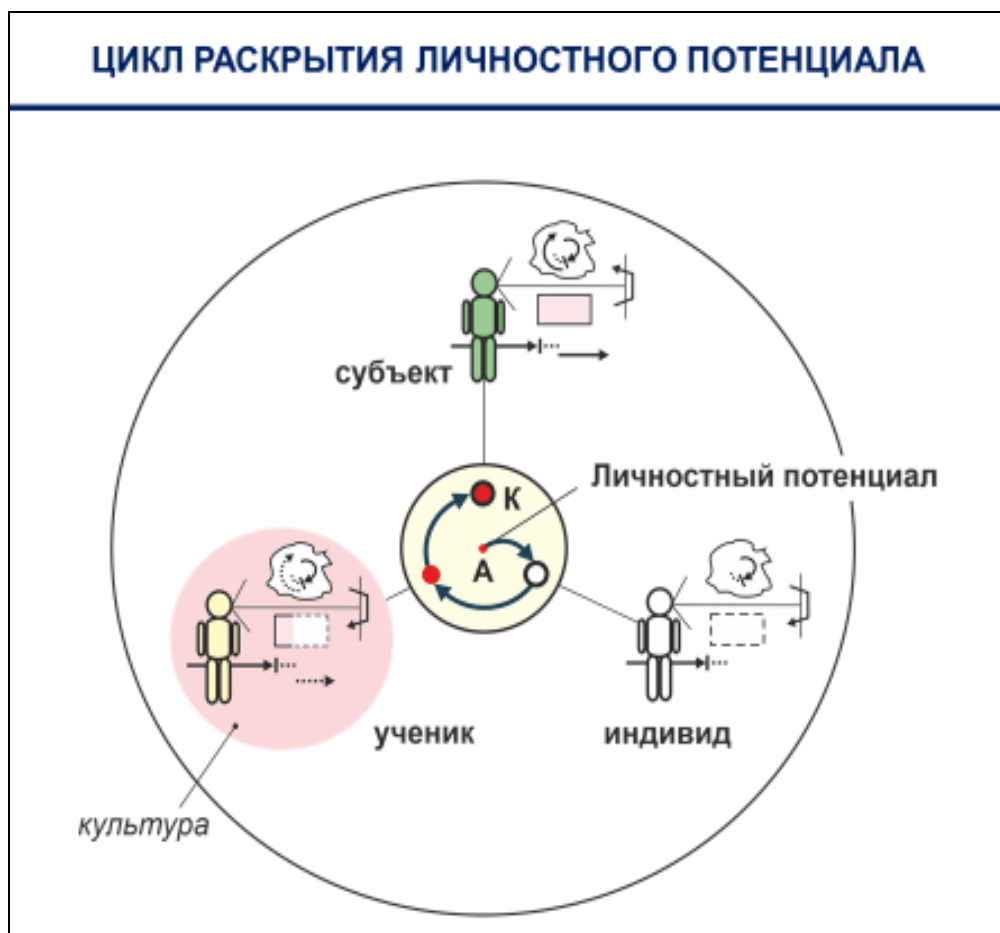 ЦИКЛ РАСКРЫТИЯ ЛИЧНОСТНОГО ПОТЕНЦИАЛА
субъект
Личностный потенциал
К
А
ученик
индивид
культура